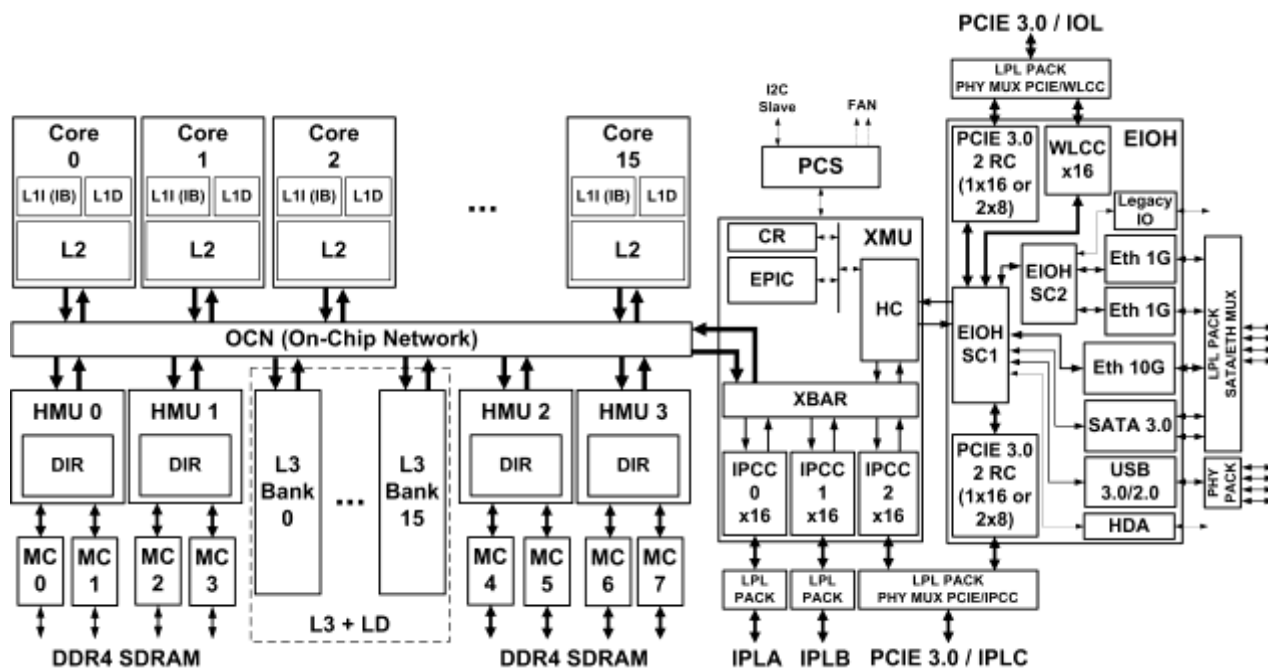 PCIE 3.0 / IOL
LPL PACK
PHY MUX PCIE/WLCC
I2C
Slave
FAN
PCS
Core
0
L1I (IB)
L1D
L2
Core
1
L1I (IB)
L1D
L2
Core
2
L1I (IB)
L1D
L2
...
Core
15
L1I (IB)
L1D
L2
OCN (On-Chip Network)
HMU 0
DIR
HMU 1
DIR
L3
Bank
0
...
L3
Bank
15
L3 + LD
HMU 2
DIR
HMU 3
DIR
MC
0
MC
1
MC
2
MC
3
MC
4
MC
5
MC
6
MC
7
DDR4 SDRAM
DDR4 SDRAM
XMU
CR
EPIC
HC
XBAR
IPCC
0
x16
IPCC
1
x16
IPCC
2
x16
LPL
PACK
LPL
PACK
LPL PACK
PHY MUX PCIE/IPCC
IPLA
IPLB
PCIE 3.0 / IPLC
EIOH
PCIE 3.0
2 RC
(1x16 or
2x8)
WLCC
x16
Legacy
IO
EIOH
SC2
Eth 1G
Eth 1G
EIOH
SC1
Eth 10G
SATA 3.0
PCIE 3.0
2 RC
(1x16 or
2x8)
USB
3.0/2.0
HDA
LPL PACK
SATA/ETH MUX
PHY
PACK